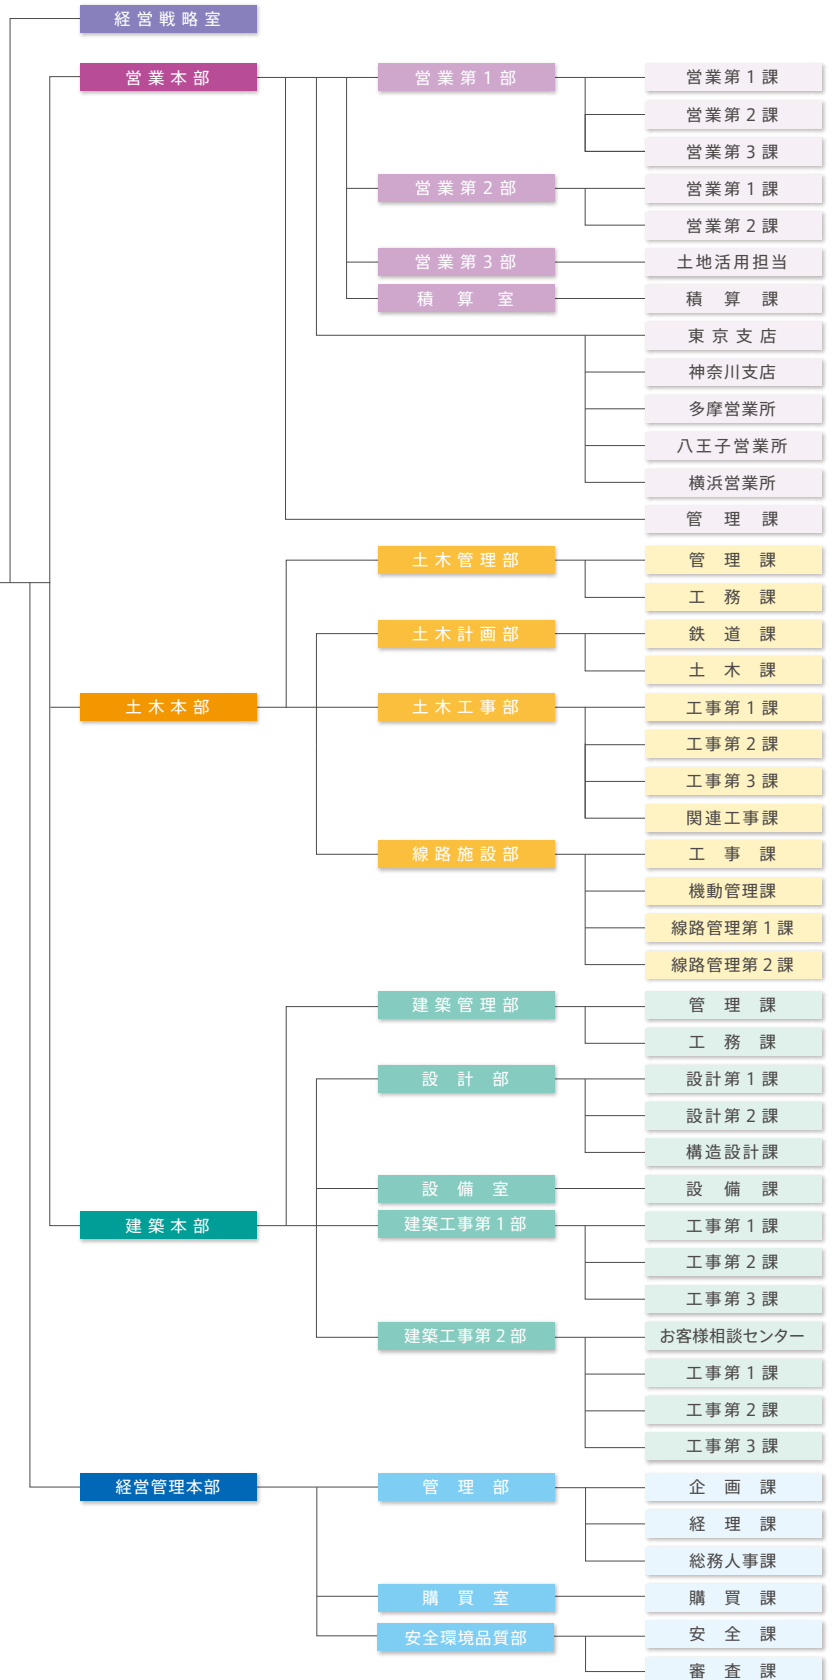 経営戦略室
営業本部
営業第1部
営業第1課
営業第2課
営業第3課
営業第2部
営業第1課
営業第2課
営業第3部
土地活用担当
積算室
積算課
東京支店
神奈川支店
多摩営業所
八王子営業所
横浜営業所
管理課
土木本部
土木管理部
管理課
工務課
土木計画部
鉄道課
土木課
土木工事部
工事第1課
工事第2課
工事第3課
関連工事課
線路施設部
工事課
機動管理課
線路管理第1課
線路管理第2課
建築本部
建築管理部
管理課
工務課
設計部
設計第1課
設計第2課
構造設計課
設備室
設備課
建築工事第1部
工事第1課
工事第2課
工事第3課
建築工事第2部
お客様相談センター
工事第1課
工事第2課
工事第3課
経営管理本部
管理部
企画課
経理課
総務人事課
購買室
購買課
安全環境品質部
安全課
審査課